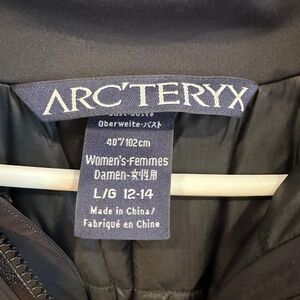 ARC'TERYX
Oberweite-バスト
40"/102cm
Women's-Femmes
Damen-女性用
L/G 12-14
Made in China/
Fabriqué en Chine